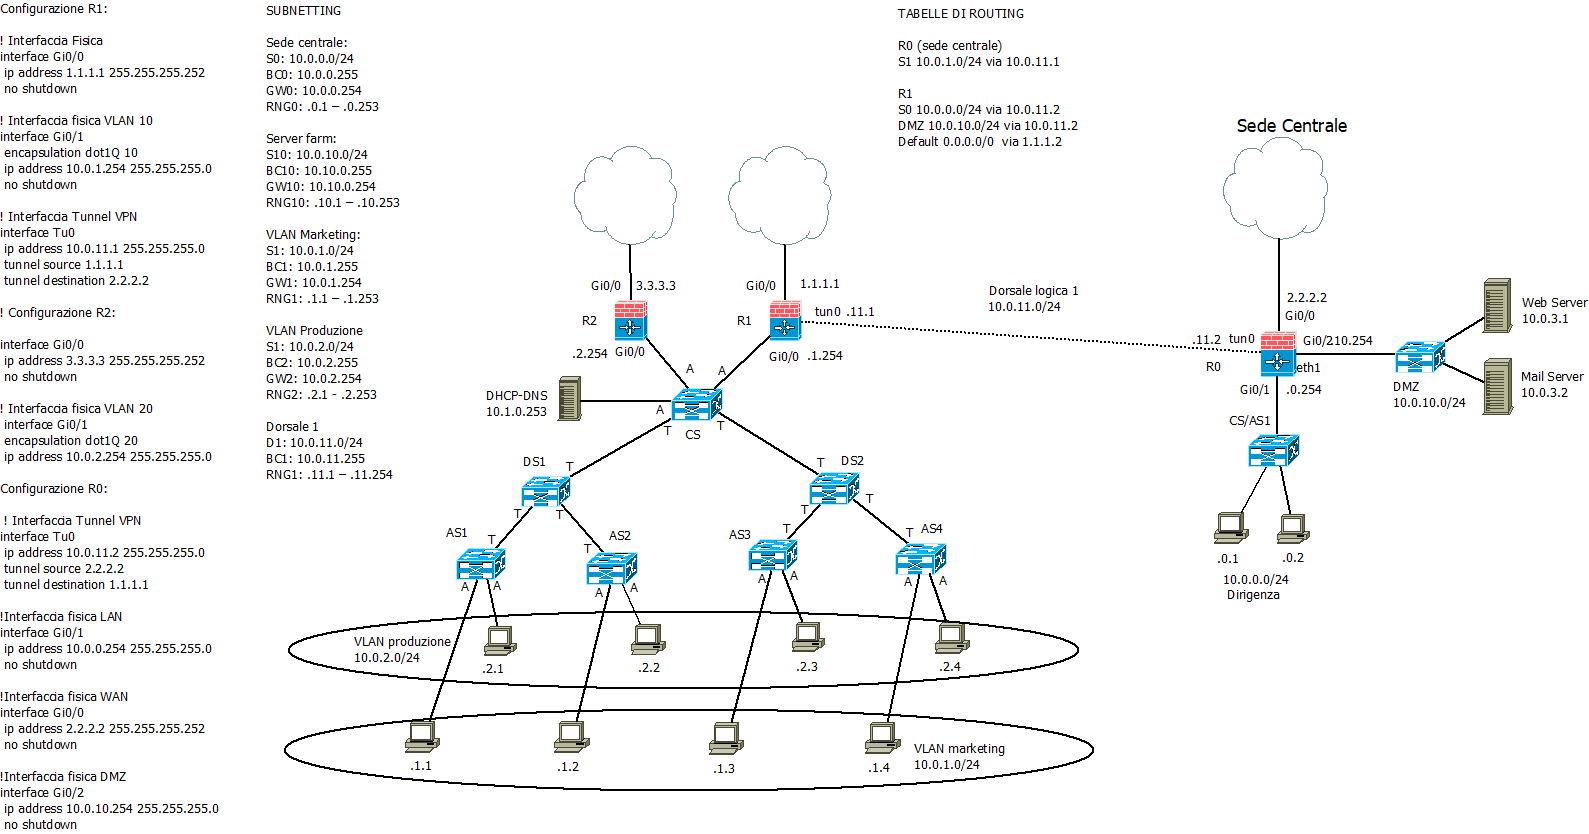 Configurazione R1:
! Interfaccia Fisica
interface Gi0/0
ip address 1.1.1.1 255.255.255.252
no shutdown
! Interfaccia fisica VLAN 10
interface Gi0/1
encapsulation dot1Q 10
ip address 10.0.1.254 255.255.255.0
no shutdown
! Interfaccia Tunnel VPN
interface Tu0
ip address 10.0.11.1 255.255.255.0
tunnel source 1.1.1.1
tunnel destination 2.2.2.2
! Configurazione R2:
interface Gi0/0
ip address 3.3.3.3 255.255.255.252
no shutdown
! Interfaccia fisica VLAN 20
interface Gi0/1
encapsulation dot1Q 20
ip address 10.0.2.254 255.255.255.0
Configurazione R0:
! Interfaccia Tunnel VPN
interface Tu0
ip address 10.0.11.2 255.255.255.0
tunnel source 2.2.2.2
tunnel destination 1.1.1.1
!Interfaccia fisica LAN
interface Gi0/1
ip address 10.0.0.254 255.255.255.0
no shutdown
!Interfaccia fisica WAN
interface Gi0/0
ip address 2.2.2.2 255.255.255.252
no shutdown
!Interfaccia fisica DMZ
interface Gi0/2
ip address 10.0.10.254 255.255.255.0
no shutdown
SUBNETTING
Sede centrale:
S0: 10.0.0.0/24
BC0: 10.0.0.255
GW0: 10.0.0.254
RNG0: .0.1 – .0.253
Server farm:
S10: 10.0.10.0/24
BC10: 10.10.0.255
GW10: 10.10.0.254
RNG10: .10.1 – .10.253
VLAN Marketing:
S1: 10.0.1.0/24
BC1: 10.0.1.255
GW1: 10.0.1.254
RNG1: .1.1 – .1.253
VLAN Produzione
S1: 10.0.2.0/24
BC2: 10.0.2.255
GW2: 10.0.2.254
RNG2: .2.1 - .2.253
Dorsale 1
D1: 10.0.11.0/24
BC1: 10.0.11.255
RNG1: .11.1 – .11.254
TABELLE DI ROUTING
R0 (sede centrale)
S1 10.0.1.0/24 via 10.0.11.1
R1
S0 10.0.0.0/24 via 10.0.11.2
DMZ 10.0.10.0/24 via 10.0.11.2
Default 0.0.0.0/0 via 1.1.1.2
Sede Centrale
Gi0/0
3.3.3.3
R2
.2.254
Gi0/0
Gi0/0
1.1.1.1
R1
tun0 .11.1
Gi0/0 .1.254
Dorsale logica 1
10.0.11.0/24
2.2.2.2
Gi0/0
.11.2 tun0
R0
Gi0/210.254
eth1
Gi0/1
.0.254
DMZ
10.0.10.0/24
Web Server
10.0.3.1
Mail Server
10.0.3.2
CS/AS1
.0.1
.0.2
10.0.0.0/24
Dirigenza
DHCP-DNS
10.1.0.253
A
A
A
T
T
CS
DS1
T
T
T
DS2
T
T
T
AS1
T
A
A
AS2
T
A
A
AS3
T
A
A
AS4
T
A
A
VLAN produzione
10.0.2.0/24
.2.1
.2.2
.2.3
.2.4
.1.1
.1.2
.1.3
.1.4
VLAN marketing
10.0.1.0/24